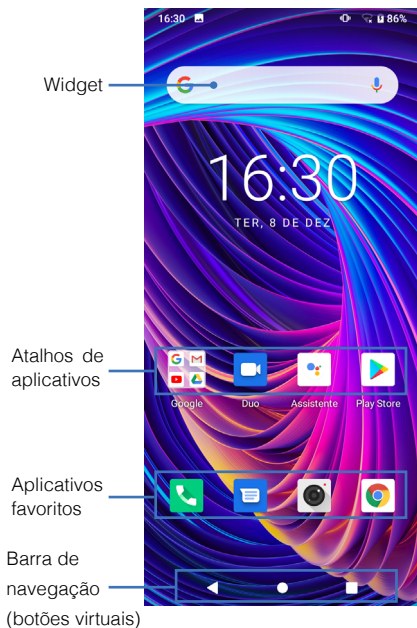 16:30 86%
Widget
16:30
TER, 8 DE DEZ
Atalhos de
aplicativos
Google Duo Assistente Play Store
Aplicativos
favoritos
Barra de
navegação
(botões virtuais)